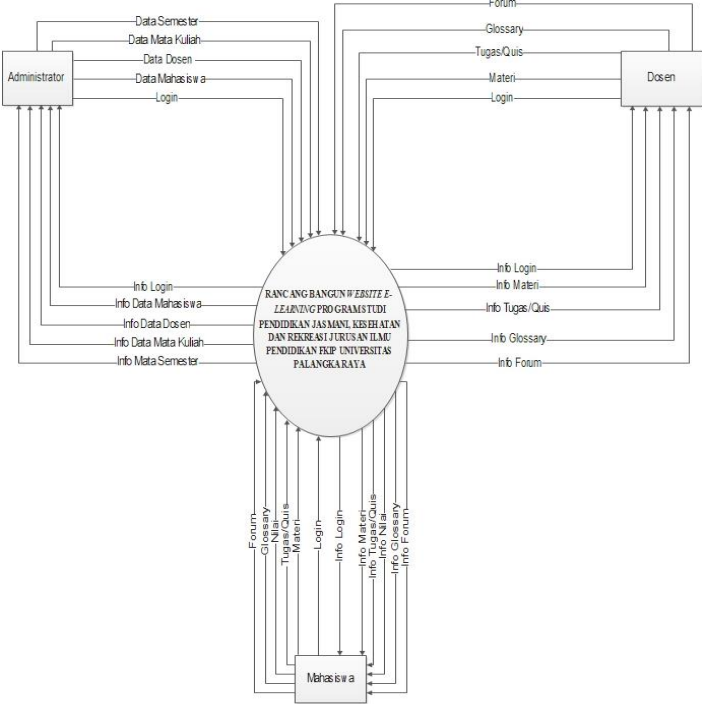 Forum
Data Semester
Glossary
Data Mata Kuliah
Tugas/Quis
Data Dosen
Administrator
Dosen
Data Mahasiswa
Materi
Login
Login
Info Login
Info Login
Info Materi
Info Data Mahasiswa
Info Tugas/Quis
Info Data Dosen
Info Data Mata Kuliah
Info Glossary
Info Mata Semester
Info Forum
RANCANG BANGUN WEBSITE E-
LEARNING PROGRAM STUDI
PENDIDIKAN JASMANI, KESEHATAN
DAN REKREASI JURUSAN ILMU
PENDIDIKAN FKIP UNIVERSITAS
PALANGKARAYA
Forum
Glossary
Nilai
Tugas/Quis
Materi
Login
Info Login
Info Materi
Info Tugas/Quis
Info Nilai
Info Glossary
Info Forum
Mahasiswa